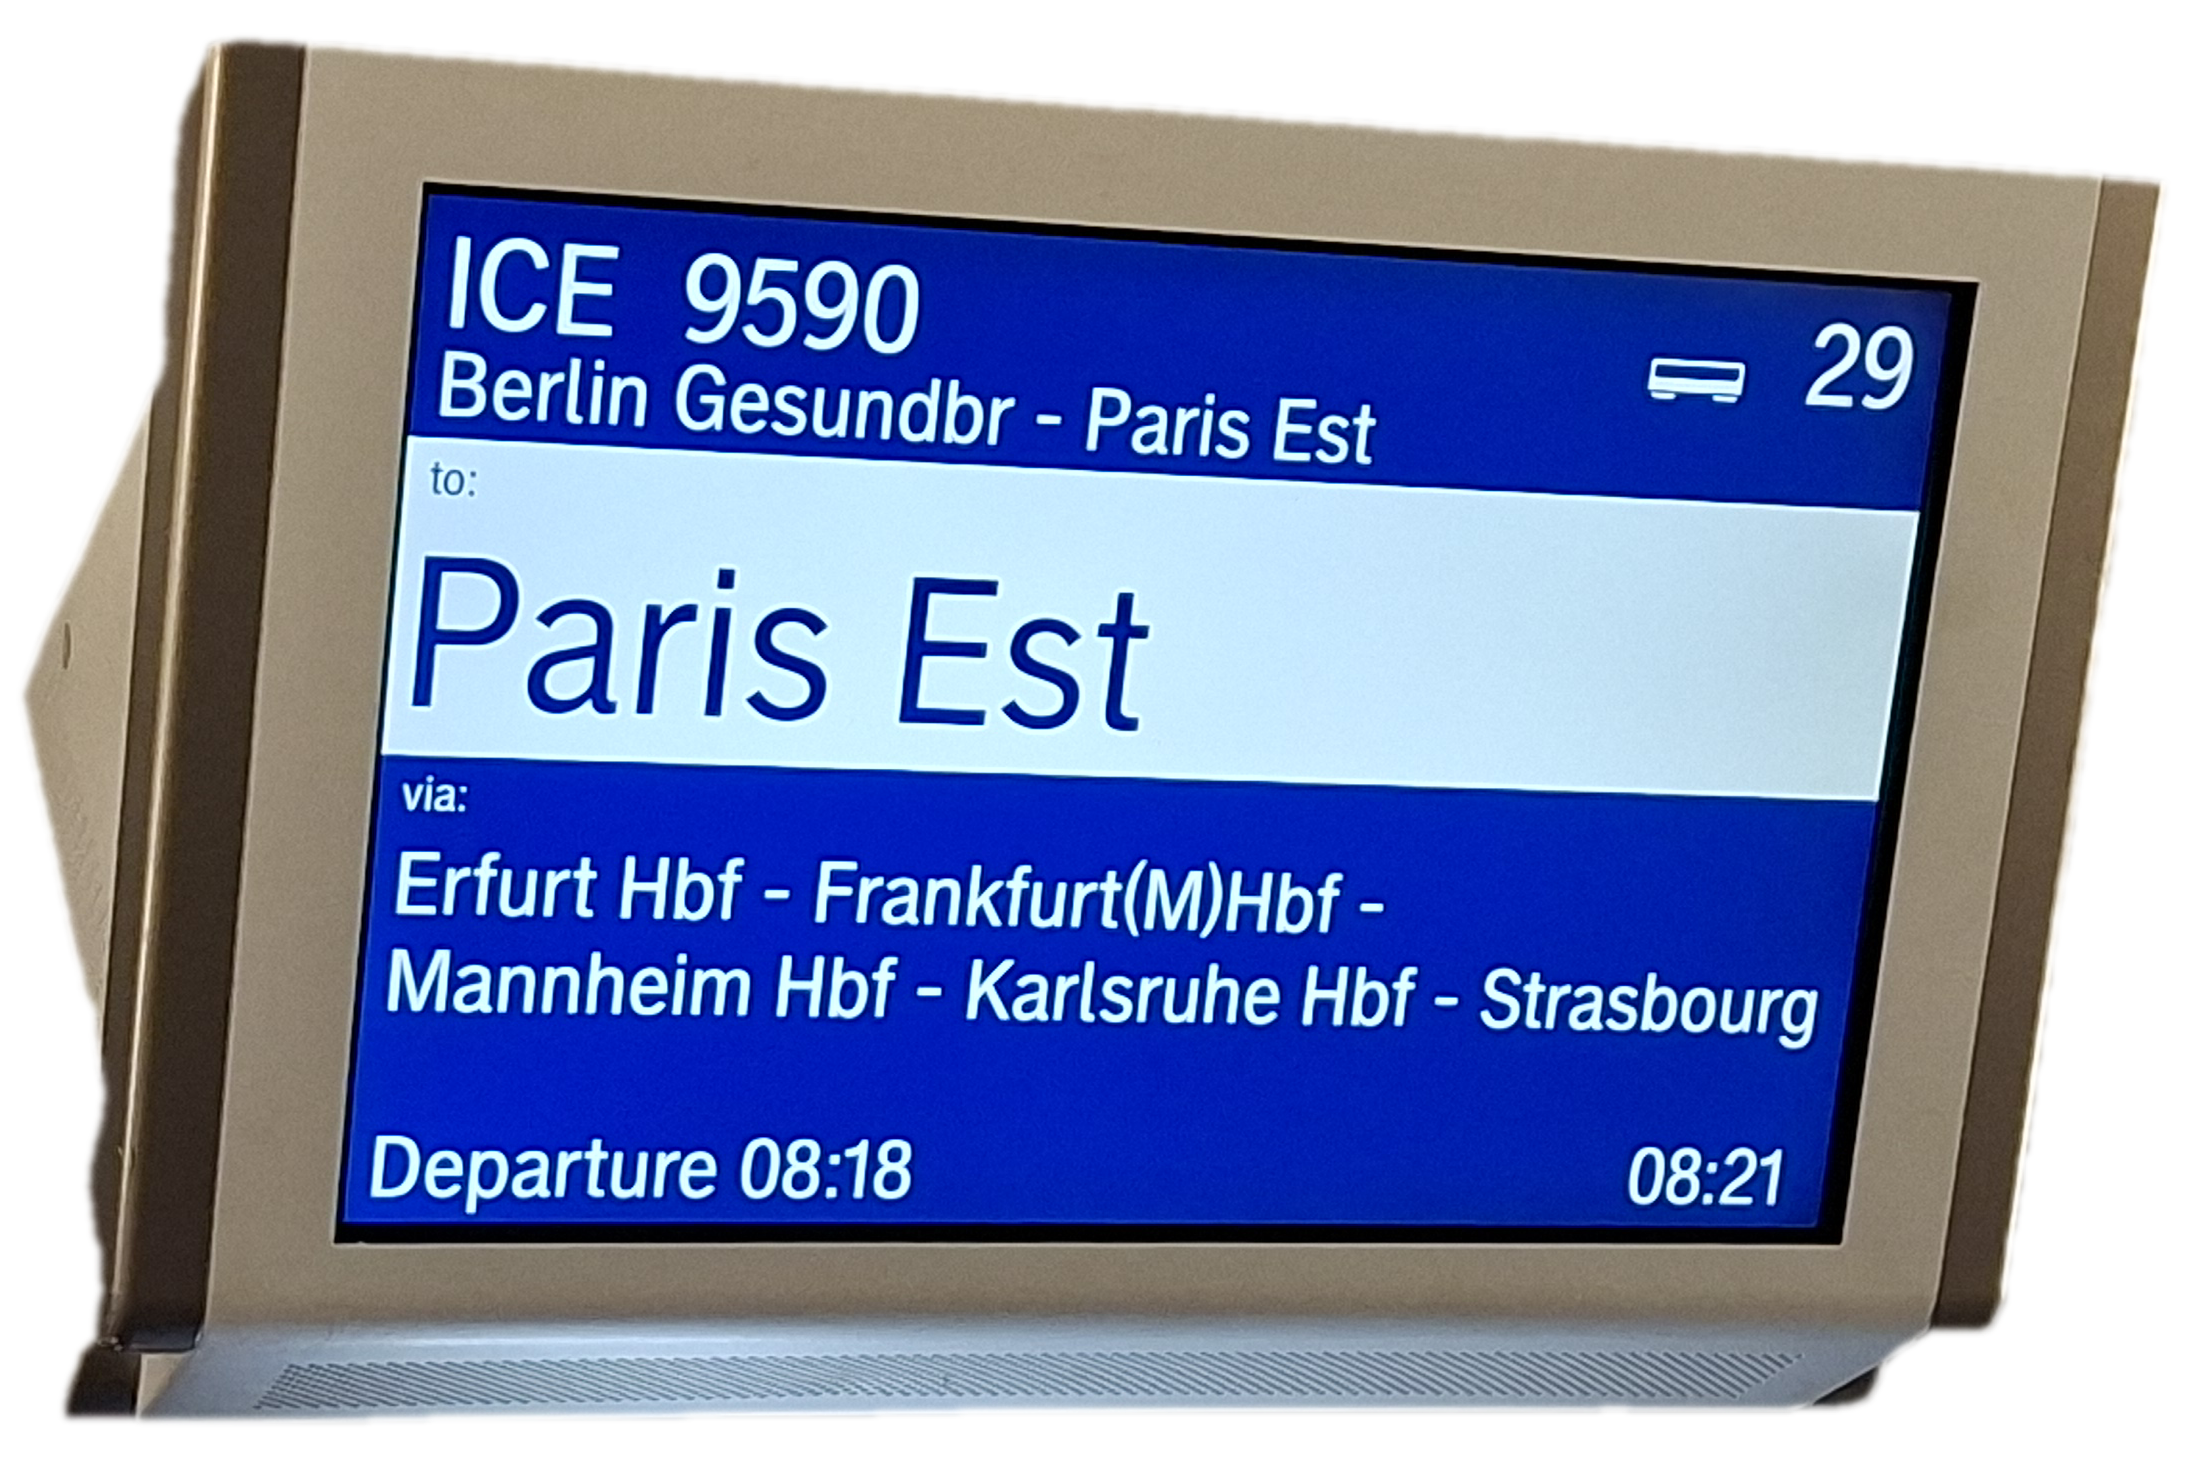 ICE 9590
29
Berlin Gesundbr - Paris Est
to:
Paris Est
via:
Erfurt Hbf - Frankfurt(M)Hbf -
Mannheim Hbf - Karlsruhe Hbf - Strasbourg
Departure 08:18
08:21